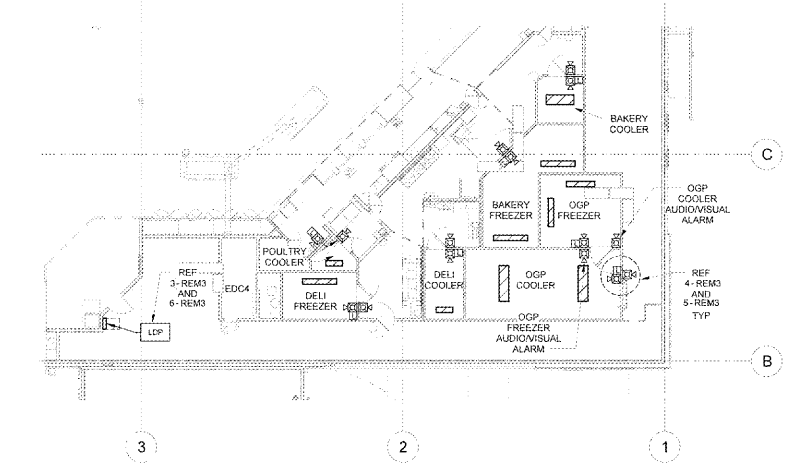 BAKERY
COOLER
C
OGP
COOLER
AUDIO/VISUAL
ALARM
BAKERY
FREEZER
OGP
FREEZER
POULTRY
COOLER
REF
3-REM3
AND
6-REM3
EDC4
DELI
FREEZER
DELI
COOLER
OGP
COOLER
REF
4-REM3
AND
5-REM3
TYP
LDP
OGP
FREEZER
AUDIO/VISUAL
ALARM
B
3
2
1